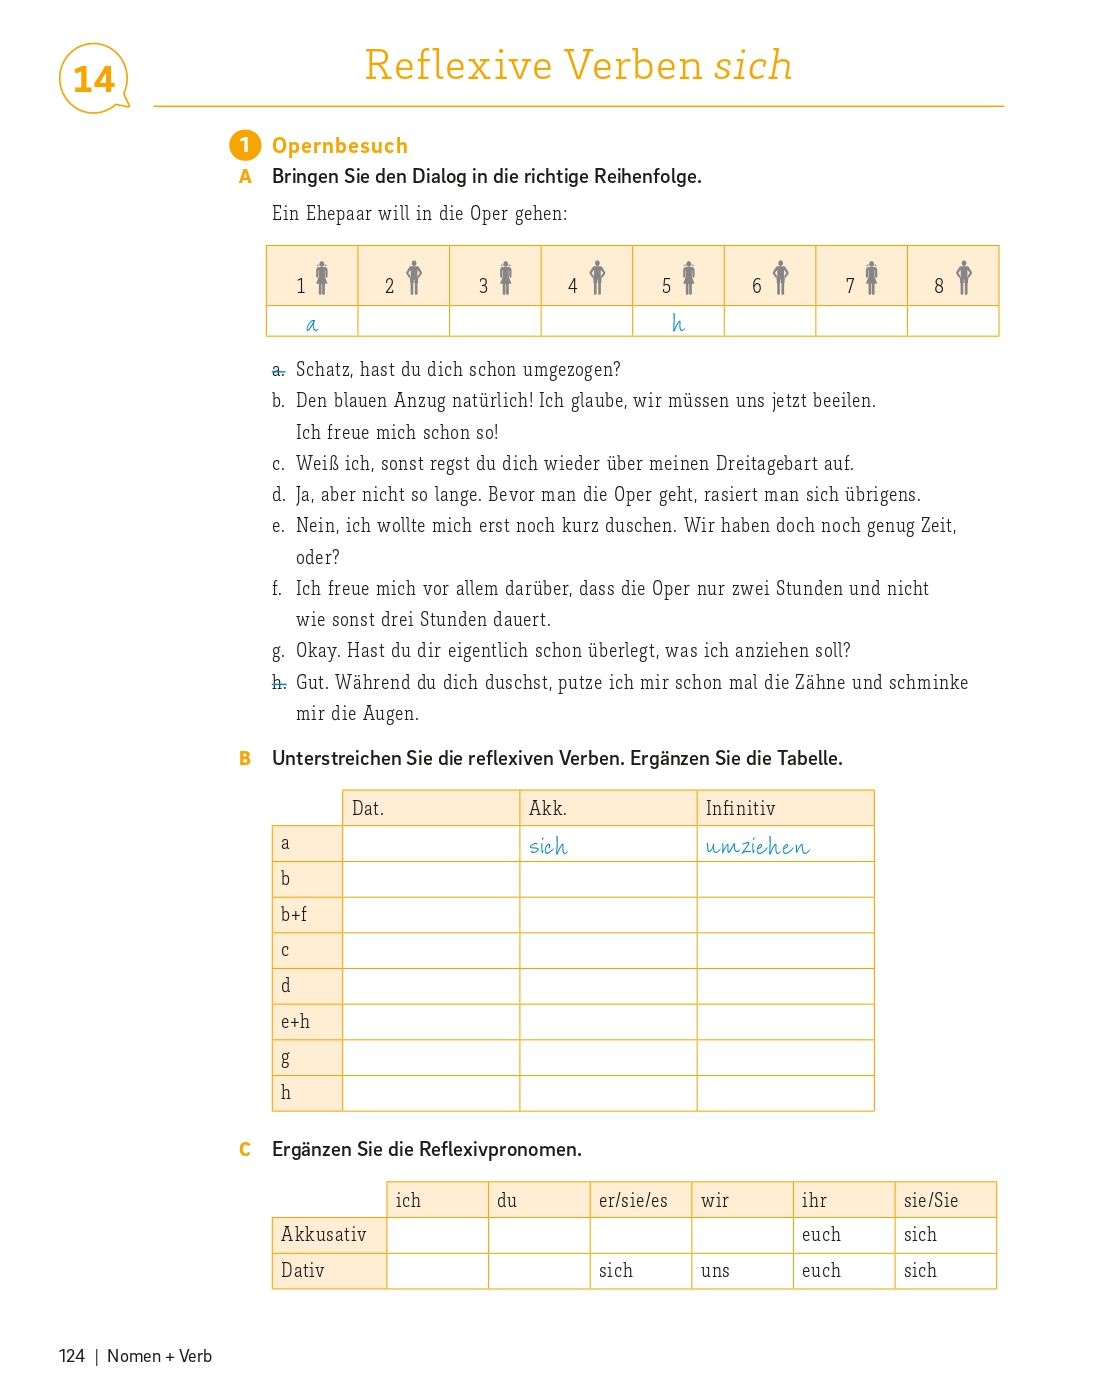 14
Reflexive Verben sich
1 Opernbesuch
A Bringen Sie den Dialog in die richtige Reihenfolge.
Ein Ehepaar will in die Oper gehen:
1 2 3 4 5 6 7 8
a h
a. Schatz, hast du dich schon umgezogen?
b. Den blauen Anzug natürlich! Ich glaube, wir müssen uns jetzt beeilen.
Ich freue mich schon so!
c. Weiß ich, sonst regst du dich wieder über meinen Dreitagebart auf.
d. Ja, aber nicht so lange. Bevor man die Oper geht, rasiert man sich übrigens.
e. Nein, ich wollte mich erst noch kurz duschen. Wir haben doch noch genug Zeit,
oder?
f. Ich freue mich vor allem darüber, dass die Oper nur zwei Stunden und nicht
wie sonst drei Stunden dauert.
g. Okay. Hast du dir eigentlich schon überlegt, was ich anziehen soll?
h. Gut. Während du dich duschst, putze ich mir schon mal die Zähne und schminke
mir die Augen.
B Unterstreichen Sie die reflexiven Verben. Ergänzen Sie die Tabelle.
Dat. Akk. Infinitiv
a sich umziehen
b
b+f
c
d
e+h
g
h
C Ergänzen Sie die Reflexivpronomen.
ich du er/sie/es wir ihr sie/Sie
Akkusativ euch sich
Dativ sich uns euch sich
124 | Nomen + Verb